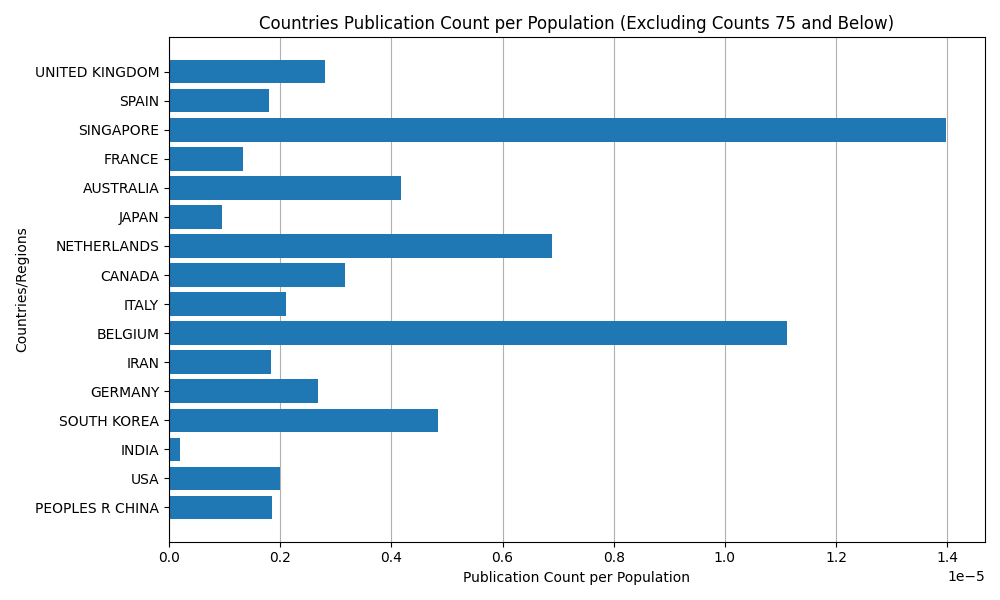 Countries Publication Count per Population (Excluding Counts 75 and Below)
Countries/Regions
UNITED KINGDOM
SPAIN
SINGAPORE
FRANCE
AUSTRALIA
JAPAN
NETHERLANDS
CANADA
ITALY
BELGIUM
IRAN
GERMANY
SOUTH KOREA
INDIA
USA
PEOPLES R CHINA
0.0 0.2 0.4 0.6 0.8 1.0 1.2 1.4
1e−5
Publication Count per Population